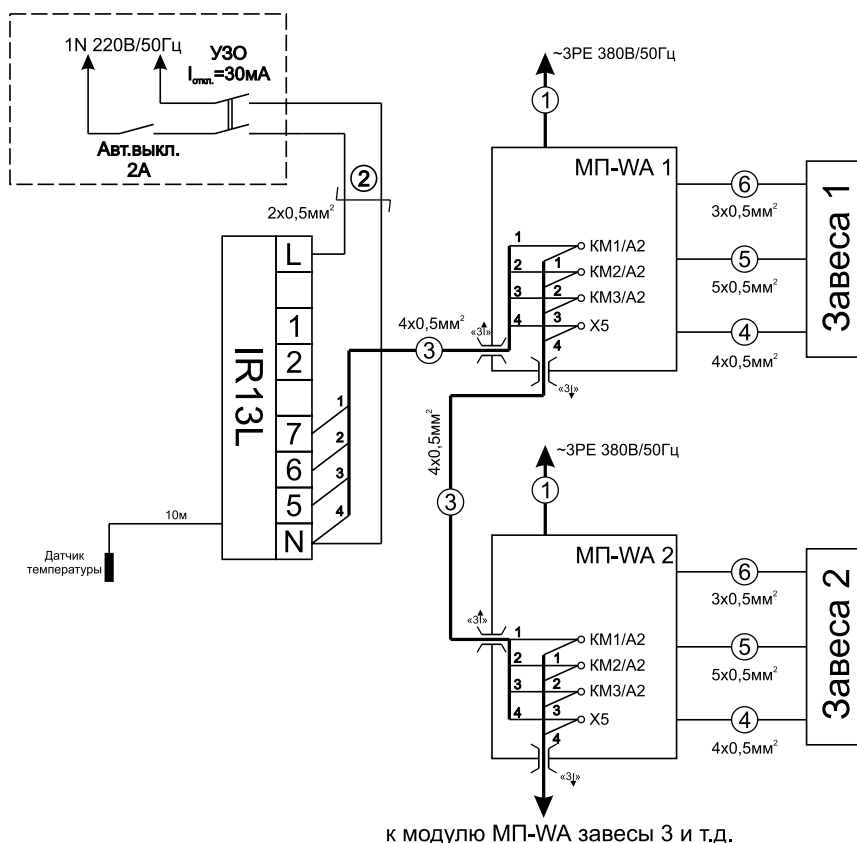 1N 220В/50Гц
УЗО
Iоткл.=30мА
Авт.выкл.
2А
2
2х0,5мм²
IR13L
L
1
2
7
6
5
N
1
2
3
4
10м
Датчик
температуры
4х0,5мм²
3
«3I»
~3РЕ 380В/50Гц
1
МП-WA 1
1
2
3
4
КМ1/А2
КМ2/А2
КМ3/А2
Х5
1
2
3
4
«3I»
6
3х0,5мм²
5
5х0,5мм²
4
4х0,5мм²
Завеса 1
4х0,5мм²
3
~3РЕ 380В/50Гц
1
МП-WA 2
«3I»
1
2
3
4
КМ1/А2
КМ2/А2
КМ3/А2
Х5
1
2
3
4
«3I»
6
3х0,5мм²
5
5х0,5мм²
4
4х0,5мм²
Завеса 2
к модулю МП-WA завесы 3 и т.д.